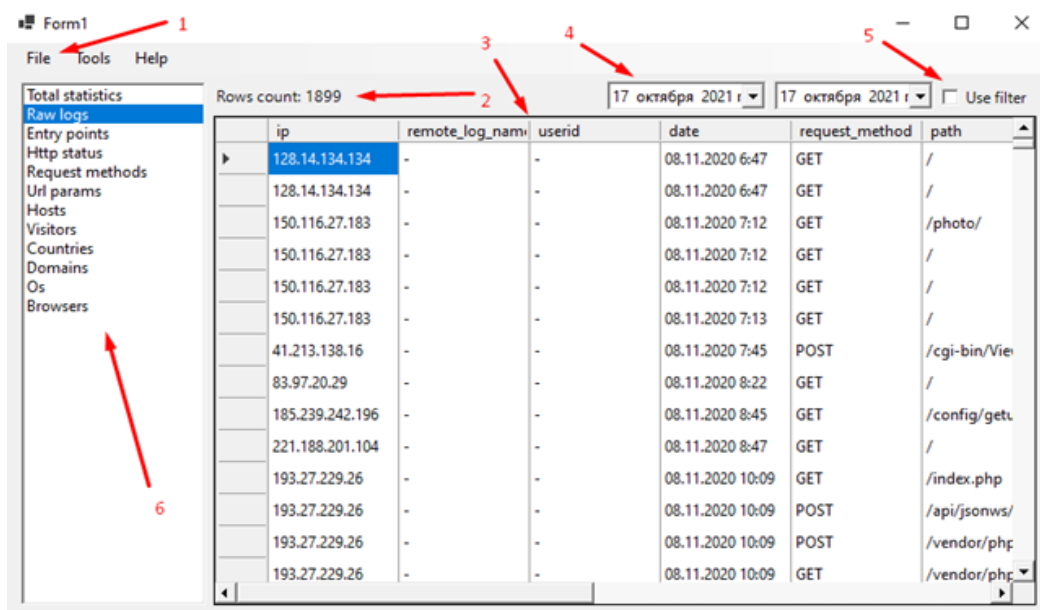 Form1
1
File Tools Help
3
4
5
Total statistics
Raw logs
Entry points
Http status
Request methods
Url params
Hosts
Visitors
Countries
Domains
Os
Browsers
6
Rows count: 1899
2
17 октября 2021 г
17 октября 2021 г
Use filter
ip remote_log_nam userid date request_method path
128.14.134.134 - - 08.11.2020 6:47 GET /
128.14.134.134 - - 08.11.2020 6:47 GET /
150.116.27.183 - - 08.11.2020 7:12 GET /photo/
150.116.27.183 - - 08.11.2020 7:12 GET /
150.116.27.183 - - 08.11.2020 7:12 GET /
150.116.27.183 - - 08.11.2020 7:13 GET /
41.213.138.16 - - 08.11.2020 7:45 POST /cgi-bin/Vie
83.97.20.29 - - 08.11.2020 8:22 GET /
185.239.242.196 - - 08.11.2020 8:45 GET /config/getu
221.188.201.104 - - 08.11.2020 8:47 GET /
193.27.229.26 - - 08.11.2020 10:09 GET /index.php
193.27.229.26 - - 08.11.2020 10:09 POST /api/jsonws/
193.27.229.26 - - 08.11.2020 10:09 POST /vendor/php
193.27.229.26 - - 08.11.2020 10:09 GET /vendor/php